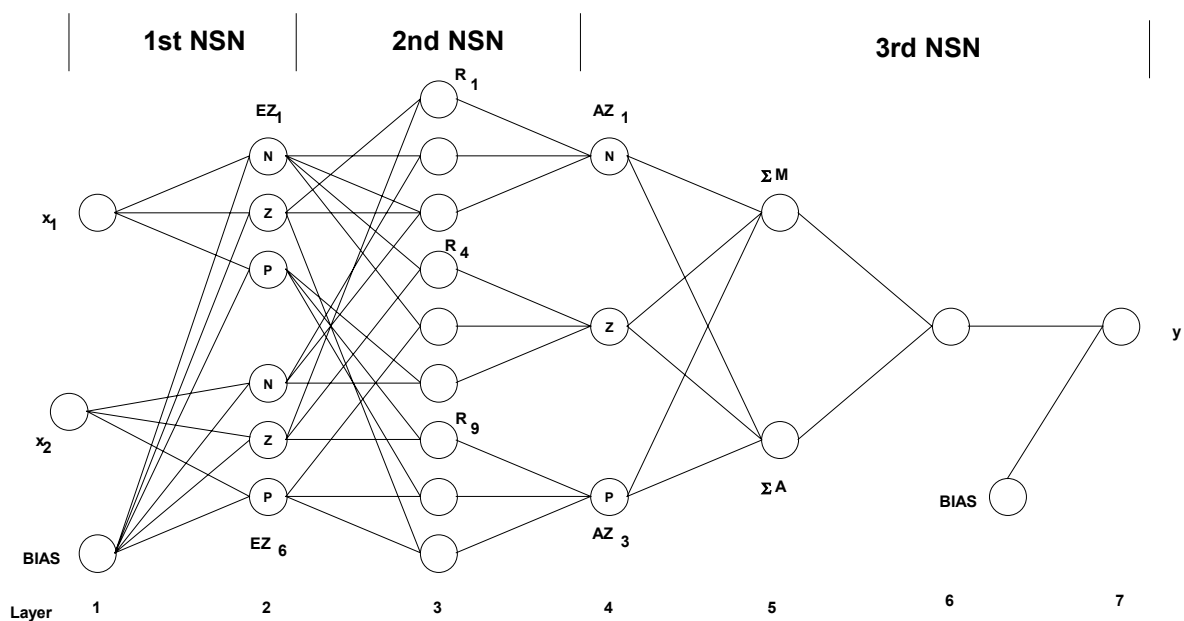 1st NSN 2nd NSN 3rd NSN
R 1
EZ1 AZ 1
N N
ΣM
x1 Z
R 4
P
Z y
N
x2 Z R 9
P P BIAS
ΣA
EZ 6 AZ 3
BIAS
Layer 1 2 3 4 5 6 7